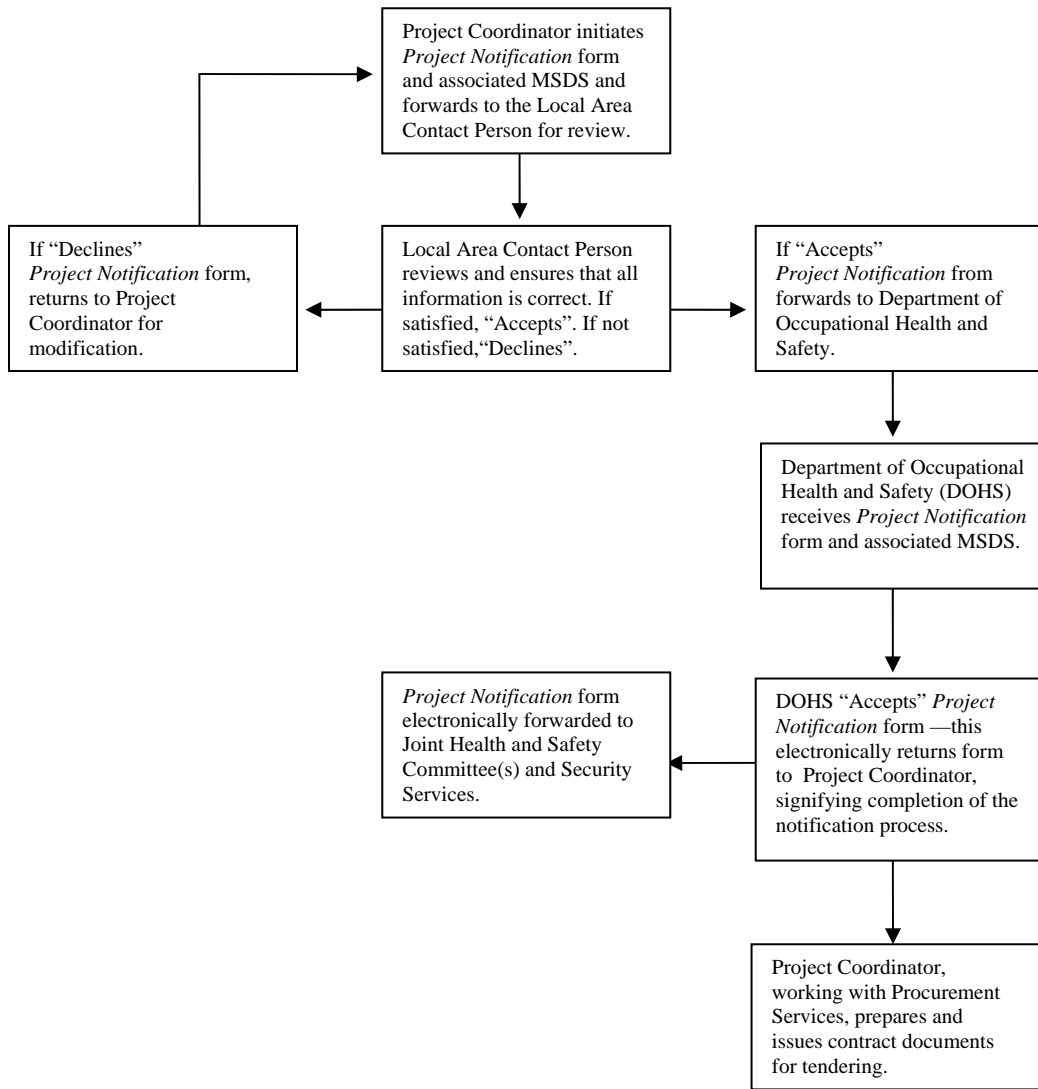 Project Coordinator initiates
Project Notification form
and associated MSDS and
forwards to the Local Area
Contact Person for review.
If “Declines”
Project Notification form,
returns to Project
Coordinator for
modification.
Local Area Contact Person
reviews and ensures that all
information is correct. If
satisfied, “Accepts”. If not
satisfied,“Declines”.
If “Accepts”
Project Notification from
forwards to Department of
Occupational Health and
Safety.
Department of Occupational
Health and Safety (DOHS)
receives Project Notification
form and associated MSDS.
Project Notification form
electronically forwarded to
Joint Health and Safety
Committee(s) and Security
Services.
DOHS “Accepts” Project
Notification form —this
electronically returns form
to Project Coordinator,
signifying completion of the
notification process.
Project Coordinator,
working with Procurement
Services, prepares and
issues contract documents
for tendering.